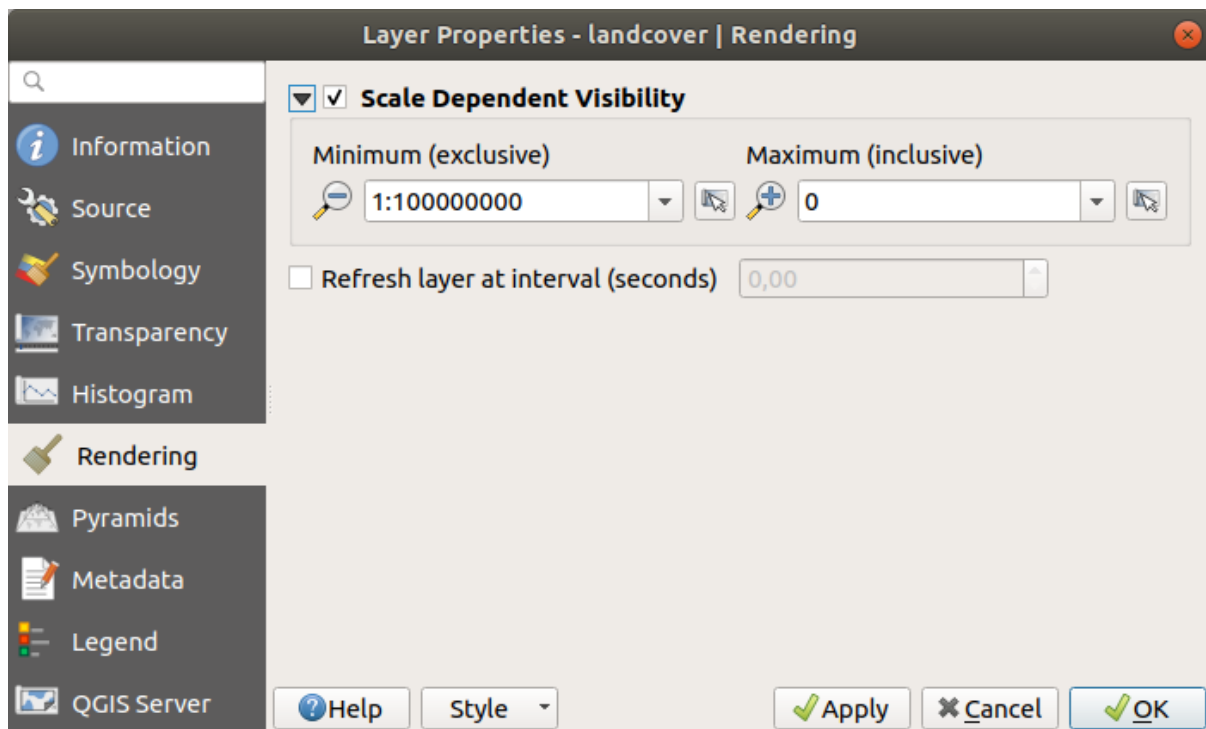 Layer Properties - landcover | Rendering
Information
Source
Symbology
Transparency
Histogram
Rendering
Pyramids
Metadata
Legend
QGIS Server
Scale Dependent Visibility
Minimum (exclusive) Maximum (inclusive)
1:100000000 0
Refresh layer at interval (seconds) 0,00
Help Style Apply Cancel OK